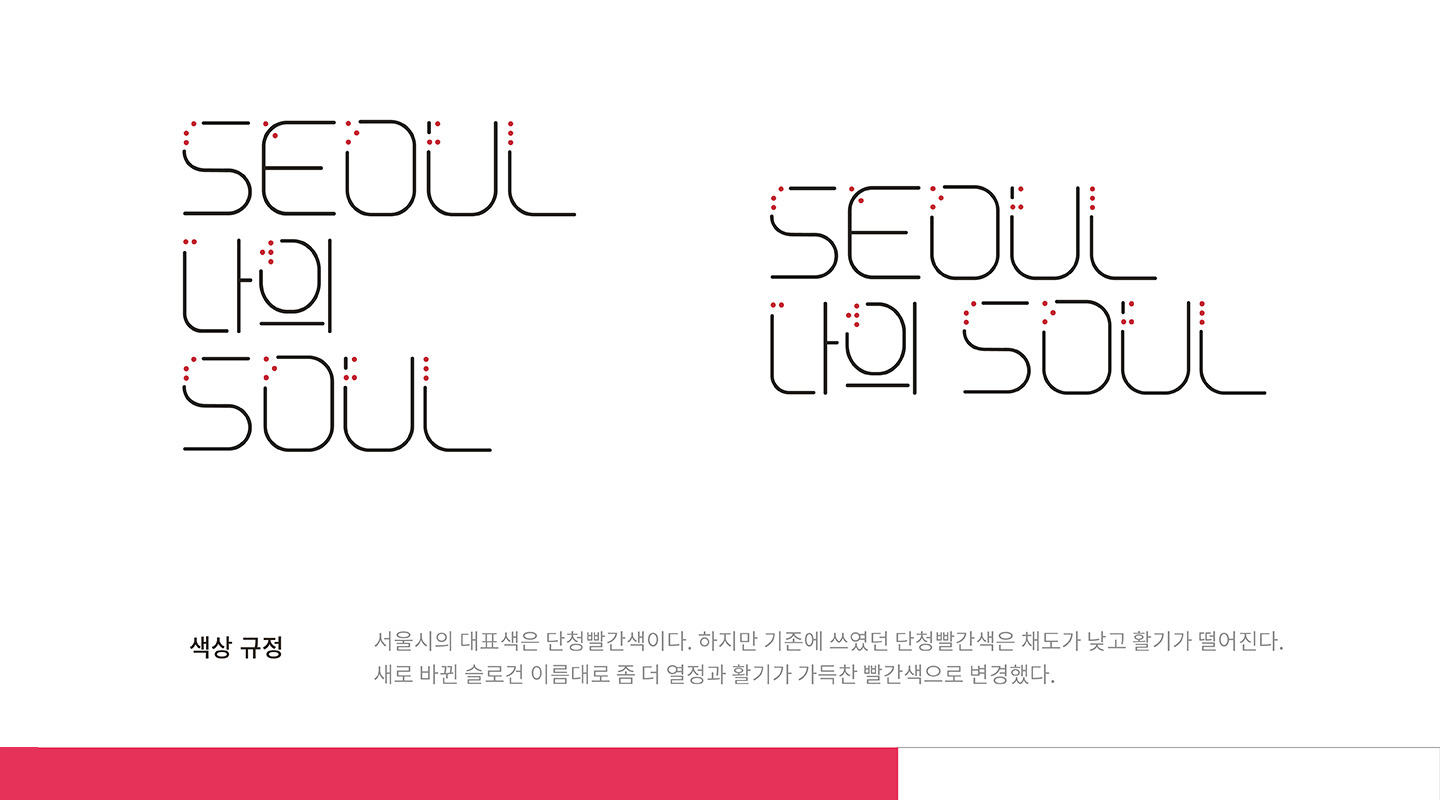 SEOUL
나의
SOUL
SEOUL
나의 SOUL
색상 규정
서울시의 대표색은 단청빨간색이다. 하지만 기존에 쓰였던 단청빨간색은 채도가 낮고 활기가 떨어진다.
새로 바뀐 슬로건 이름대로 좀 더 열정과 활기가 가득찬 빨간색으로 변경했다.